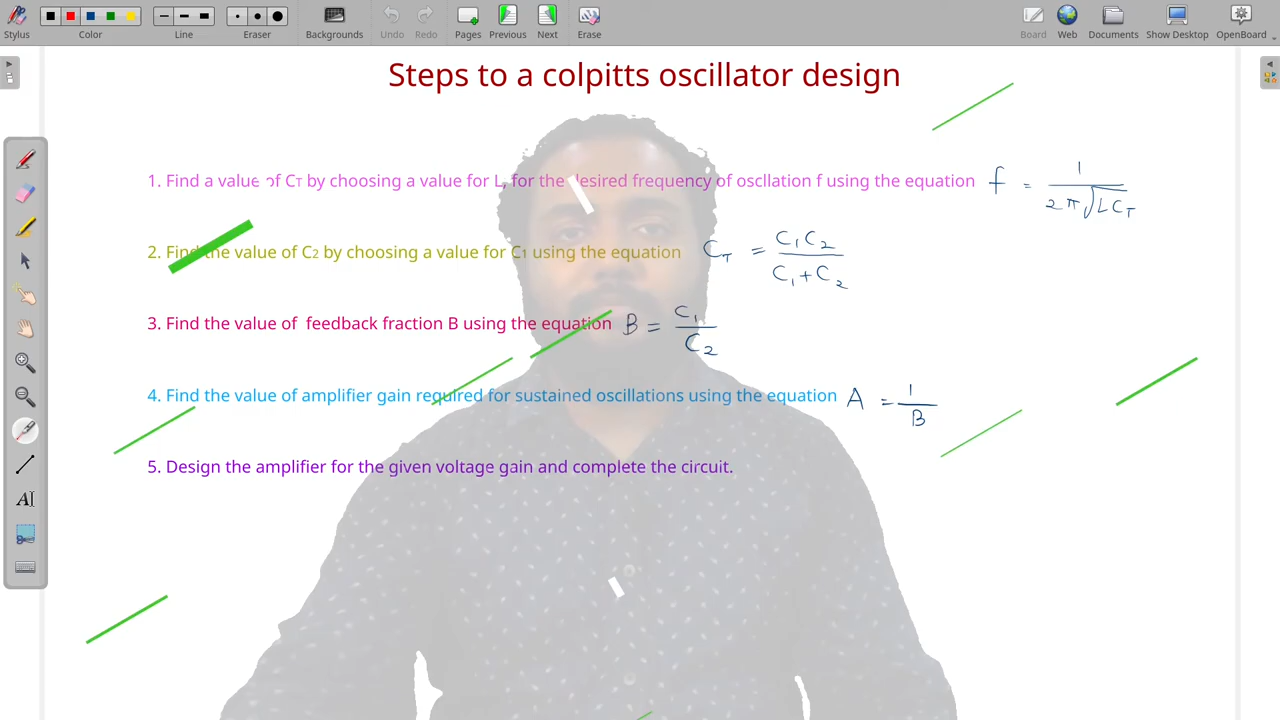 Stylus Color Line Eraser Backgrounds Undo Redo Pages Previous Next Erase Board Web Documents Show Desktop OpenBoard
Steps to a colpitts oscillator design
1. Find a value of CT by choosing a value for L, for the desired frequency of oscllation f using the equation f = 1 / 2π√LCT
2. Find the value of C2 by choosing a value for C1 using the equation CT = C1C2 / C1+C2
3. Find the value of feedback fraction B using the equation B = C1 / C2
4. Find the value of amplifier gain required for sustained oscillations using the equation A = 1 / B
5. Design the amplifier for the given voltage gain and complete the circuit.
AI